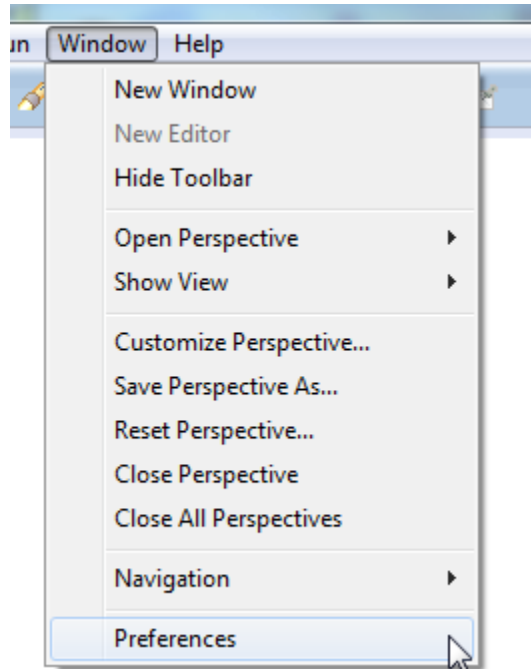 un Window Help
New Window
New Editor
Hide Toolbar
Open Perspective
Show View
Customize Perspective...
Save Perspective As...
Reset Perspective...
Close Perspective
Close All Perspectives
Navigation
Preferences